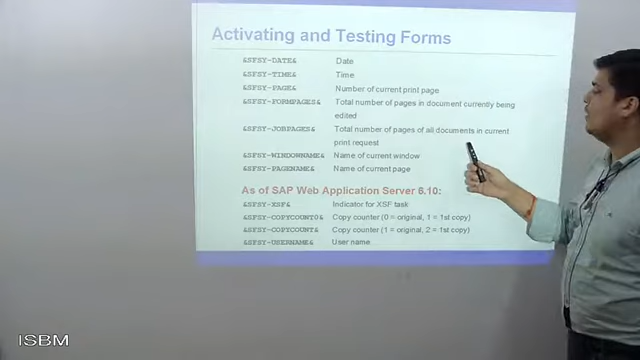 Activating and Testing Forms
&SFSY-DATE& Date
&SFSY-TIME& Time
&SFSY-PAGE& Number of current print page
&SFSY-FORMPAGES& Total number of pages in document currently being
edited
&SFSY-JOBPAGES& Total number of pages of all documents in current
print request
&SFSY-WINDOWNAME& Name of current window
&SFSY-PAGENAME& Name of current page
As of SAP Web Application Server 6.10:
&SFSY-XSF& Indicator for XSF task
&SFSY-COPYCOUNT0& Copy counter (0 = original, 1 = 1st copy)
&SFSY-COPYCOUNT& Copy counter (1 = original, 2 = 1st copy)
&SFSY-USERNAME& User name
ISBM